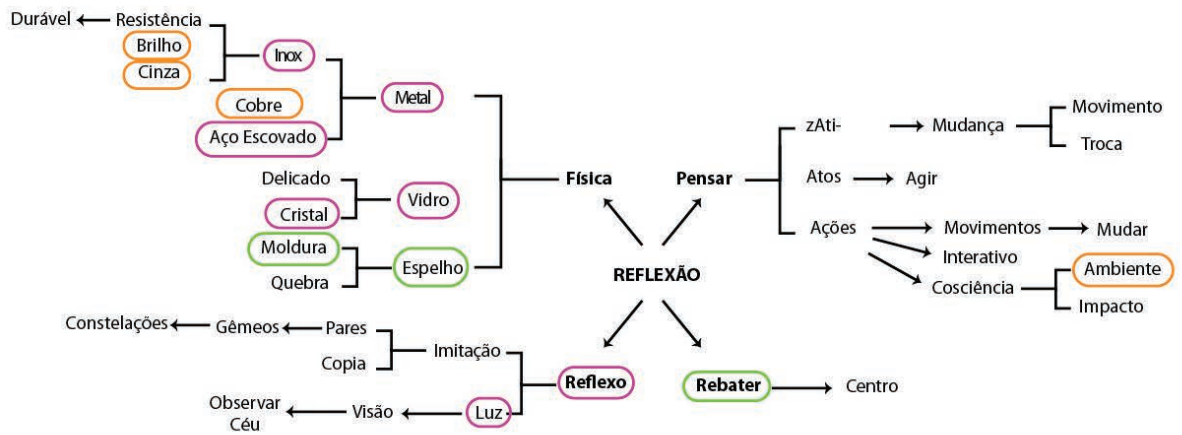 Durável
Resistência
Brilho
Cinza
Inox
Cobre
Aço Escovado
Metal
Delicado
Cristal
Vidro
Moldura
Quebra
Espelho
Física
Pensar
zAti-
Mudança
Movimento
Troca
Atos
Agir
Ações
Movimentos
Mudar
Interativo
Cosciência
Ambiente
Impacto
REFLEXÃO
Constelações
Gêmeos
Pares
Copia
Imitação
Reflexo
Observar
Céu
Visão
Luz
Rebater
Centro